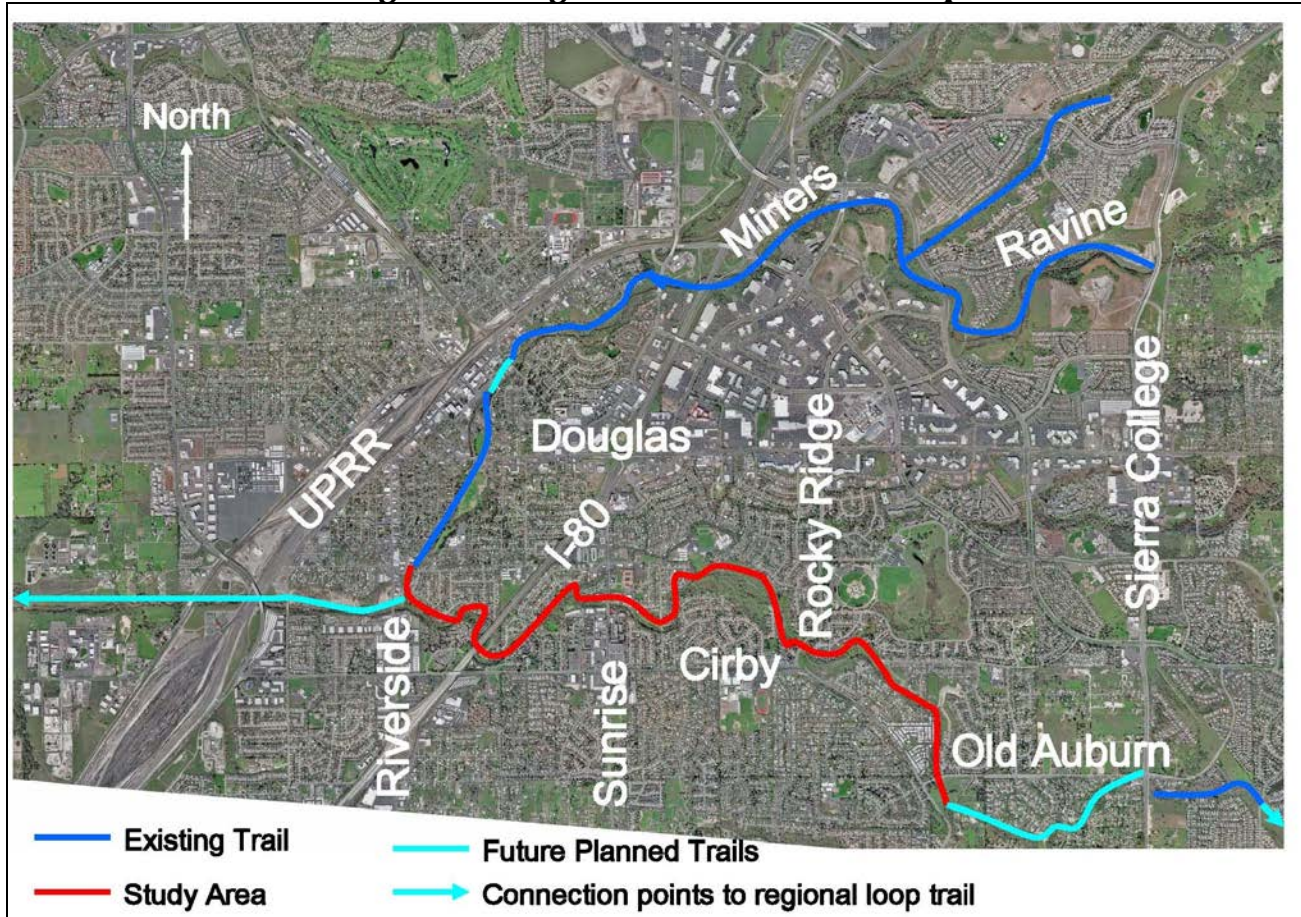 North
Miners
Ravine
UPRR
Douglas
I-80
Rocky Ridge
Sierra College
Riverside
Sunrise
Cirby
Old Auburn
Existing Trail
Future Planned Trails
Study Area
Connection points to regional loop trail